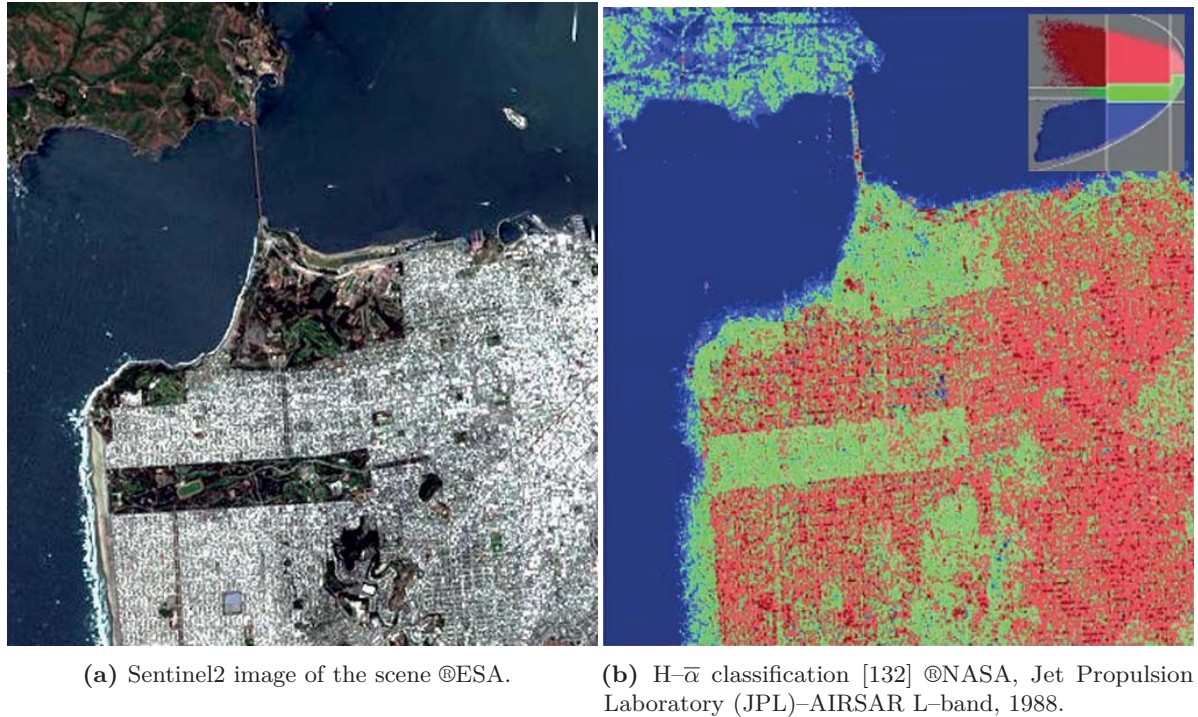 (a) Sentinel2 image of the scene ®ESA.
(b) H–α̅ classification [132] ®NASA, Jet Propulsion
Laboratory (JPL)–AIRSAR L–band, 1988.